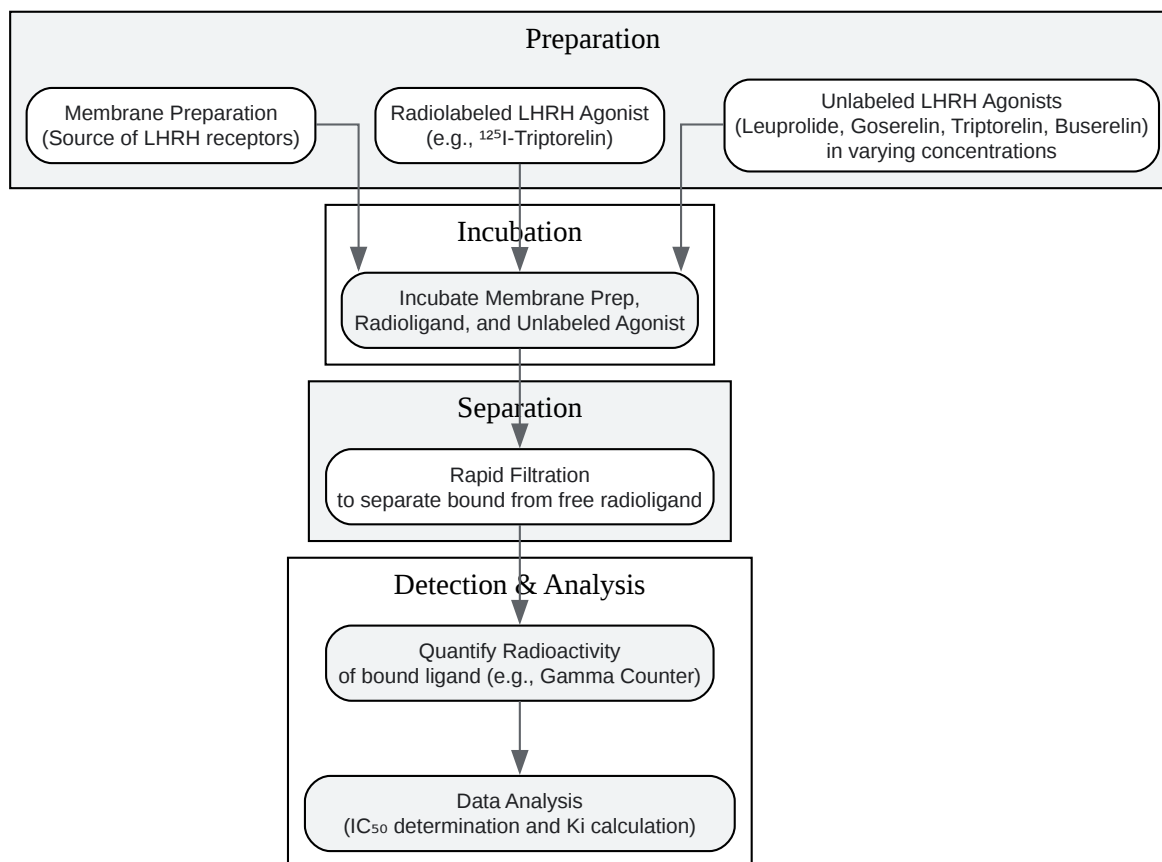 Preparation
Membrane Preparation
(Source of LHRH receptors)
Radiolabeled LHRH Agonist
(e.g., ¹²⁵I-Triptorelin)
Unlabeled LHRH Agonists
(Leuprolide, Goserelin, Triptorelin, Buserelin)
in varying concentrations
Incubation
Incubate Membrane Prep,
Radioligand, and Unlabeled Agonist
Separation
Rapid Filtration
to separate bound from free radioligand
Detection & Analysis
Quantify Radioactivity
of bound ligand (e.g., Gamma Counter)
Data Analysis
(IC₅₀ determination and Ki calculation)